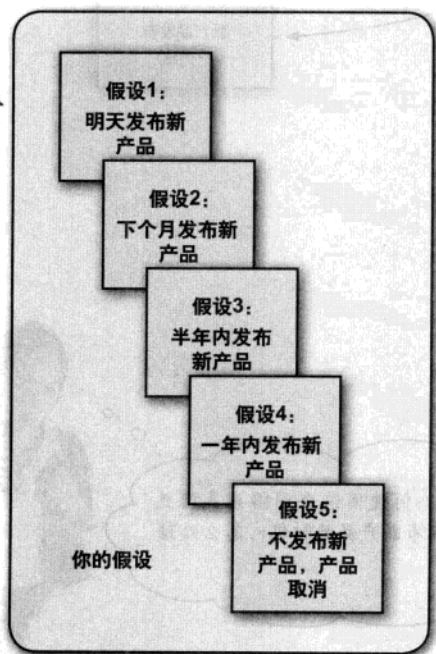 假设1：
明天发布新
产品
假设2：
下个月发布新
产品
假设3：
半年内发布
新产品
假设4：
一年内发布新
产品
假设5：
不发布新
产品，产品
取消
你的假设